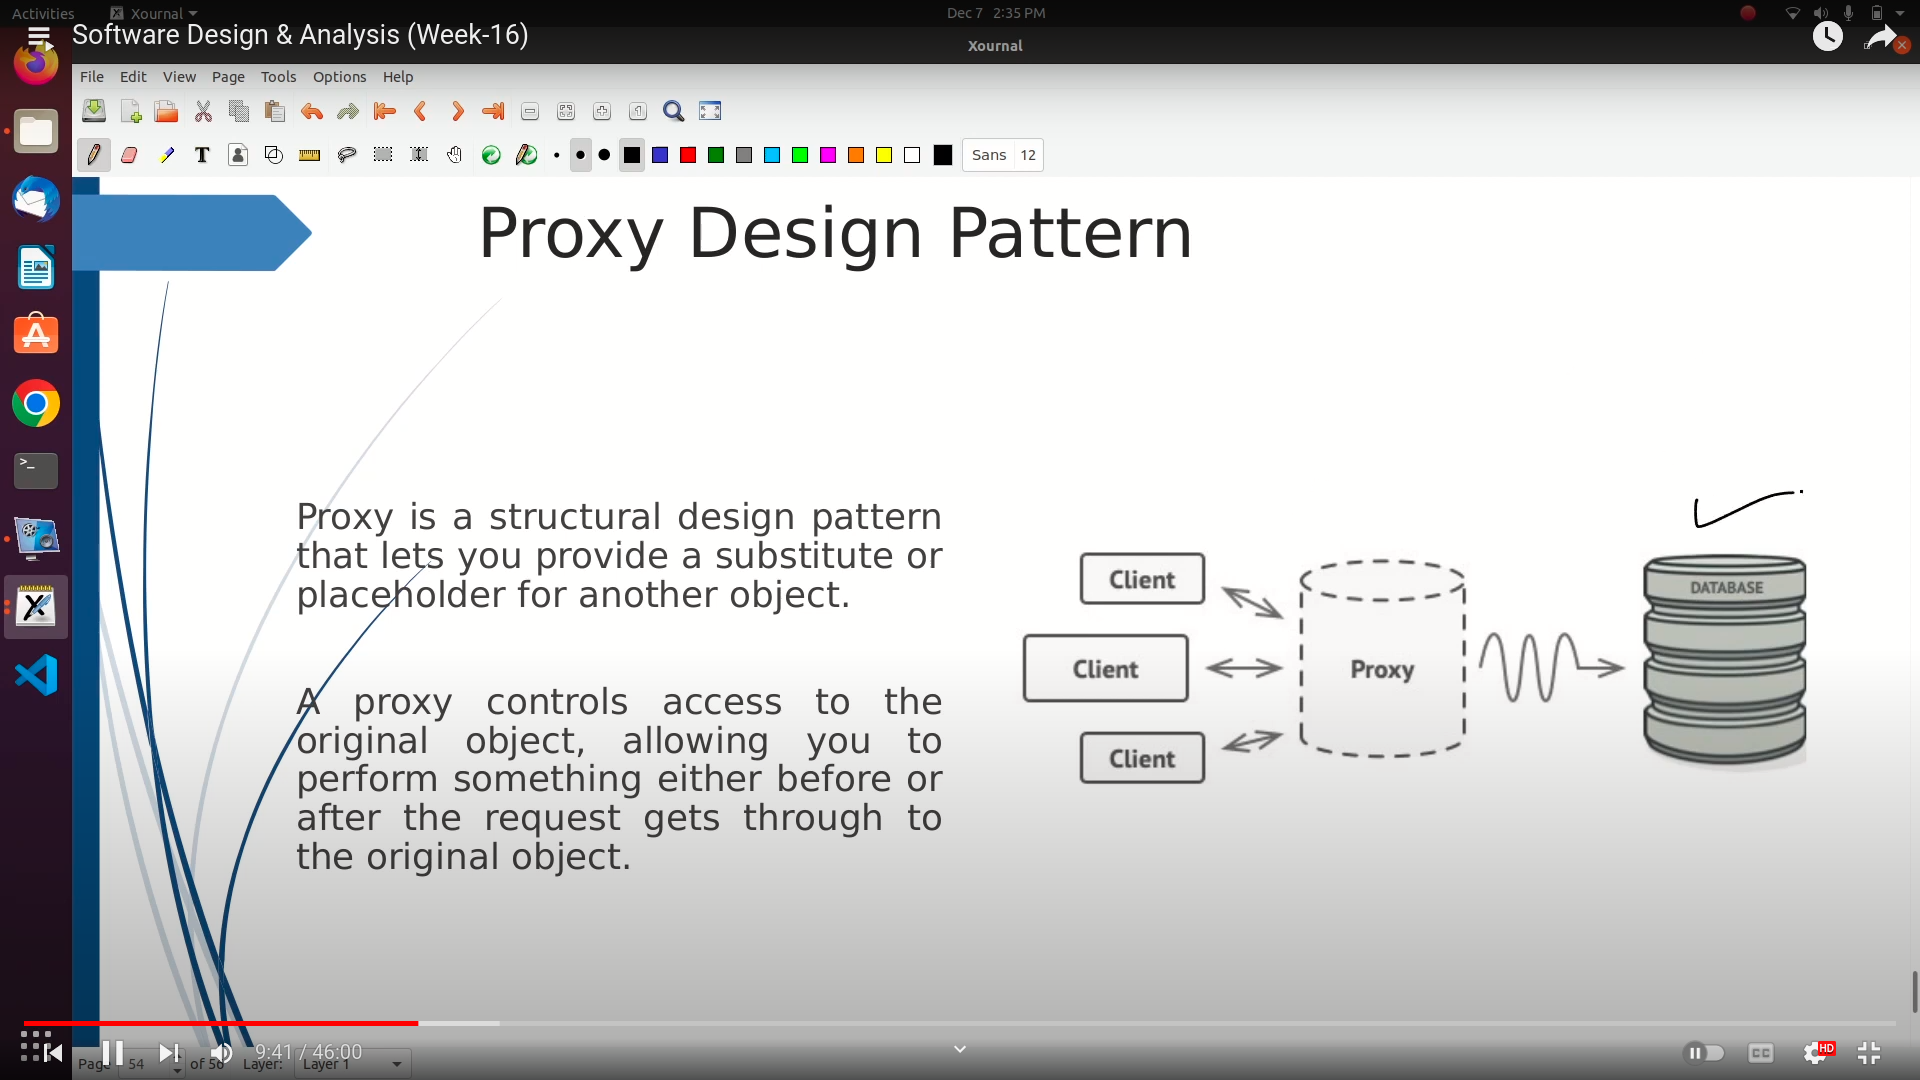 Activities Xournal Dec 7 2:35 PM
Software Design & Analysis (Week-16)
Xournal
File Edit View Page Tools Options Help
Sans 12
Proxy Design Pattern
Proxy is a structural design pattern
that lets you provide a substitute or
placeholder for another object.
A proxy controls access to the
original object, allowing you to
perform something either before or
after the request gets through to
the original object.
Client
Client
Client
Proxy
DATABASE
9:41 / 46:00
CC
HD
Page 54 of 56 Layer: Layer 1